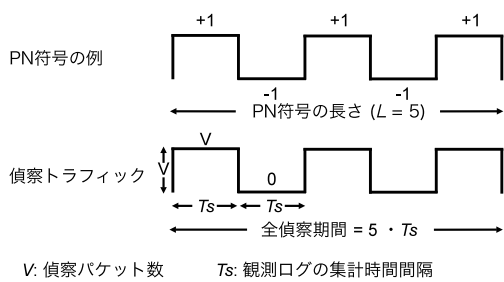 +1 +1 +1
PN符号の例
-1 -1
PN符号の長さ (L = 5)
V
偵察トラフィック V 0
Ts Ts
全偵察期間 = 5 ・ Ts
V: 偵察パケット数 Ts: 観測ログの集計時間間隔